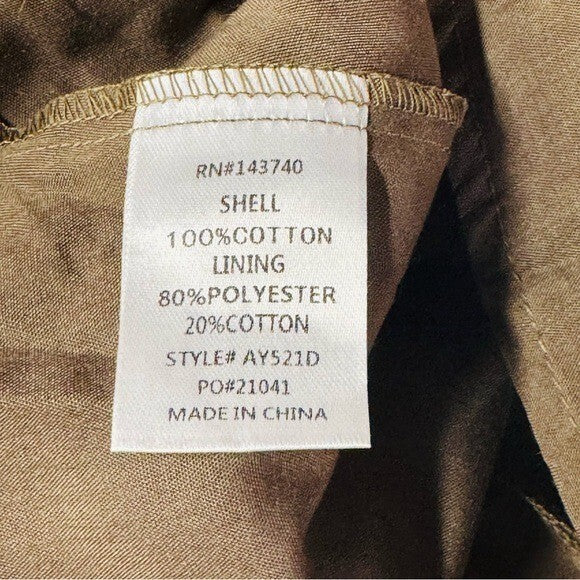 RN#143740
SHELL
100%COTTON
LINING
80%POLYESTER
20%COTTON
STYLE# AY521D
PO#21041
MADE IN CHINA